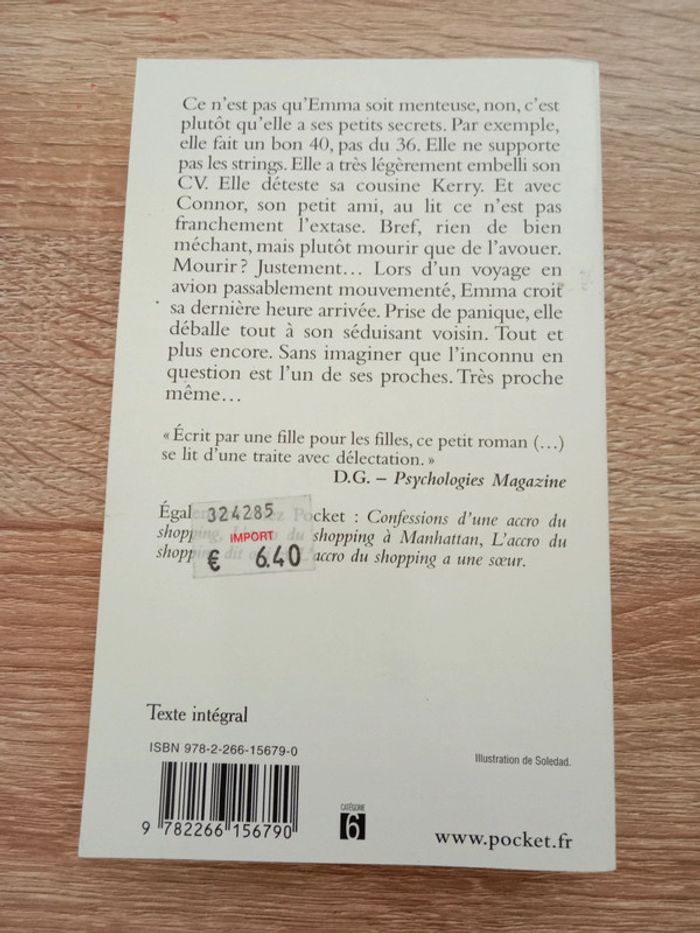 Ce n'est pas qu'Emma soit menteuse, non, c'est
plutôt qu'elle a ses petits secrets. Par exemple,
elle fait un bon 40, pas du 36. Elle ne supporte
pas les strings. Elle a très légèrement embelli son
CV. Elle déteste sa cousine Kerry. Et avec
Connor, son petit ami, au lit ce n'est pas
franchement l'extase. Bref, rien de bien
méchant, mais plutôt mourir que de l'avouer.
Mourir ? Justement… Lors d'un voyage en
avion passablement mouvementé, Emma croit
sa dernière heure arrivée. Prise de panique, elle
déballe tout à son séduisant voisin. Tout et
plus encore. Sans imaginer que l'inconnu en
question est l'un de ses proches. Très proche
même…
« Écrit par une fille pour les filles, ce petit roman (…)
se lit d'une traite avec délectation. »
D.G. – Psychologies Magazine
Égal Pocket : Confessions d'une accro du
shopp du shopping à Manhattan, L'accro du
shopping dit L'accro du shopping a une sœur.
324285
IMPORT
€ 6.40
Texte intégral
ISBN 978-2-266-15679-0
Illustration de Soledad.
9 782266 156790
CATÉGORIE
6
www.pocket.fr